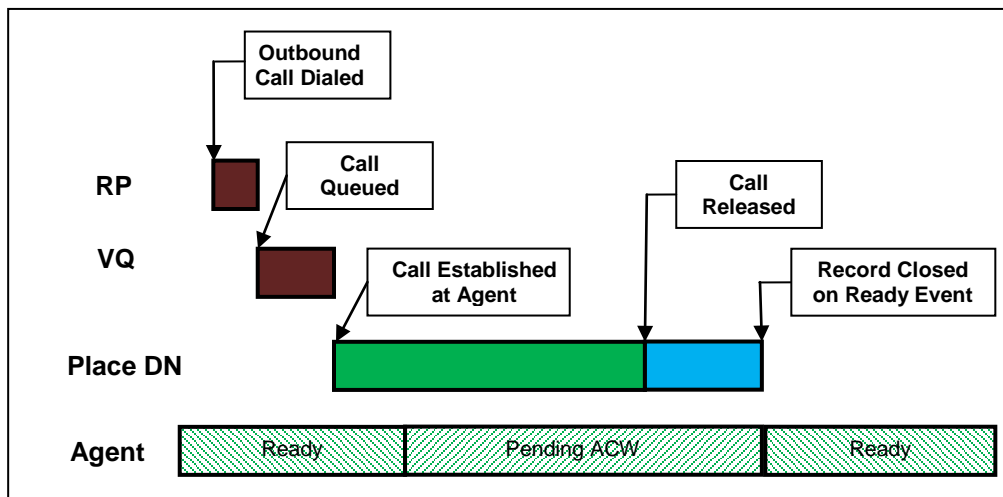 Outbound
Call Dialed
RP
Call
Queued
Call
Released
VQ
Call Established
at Agent
Record Closed
on Ready Event
Place DN
Agent
Ready
Pending ACW
Ready